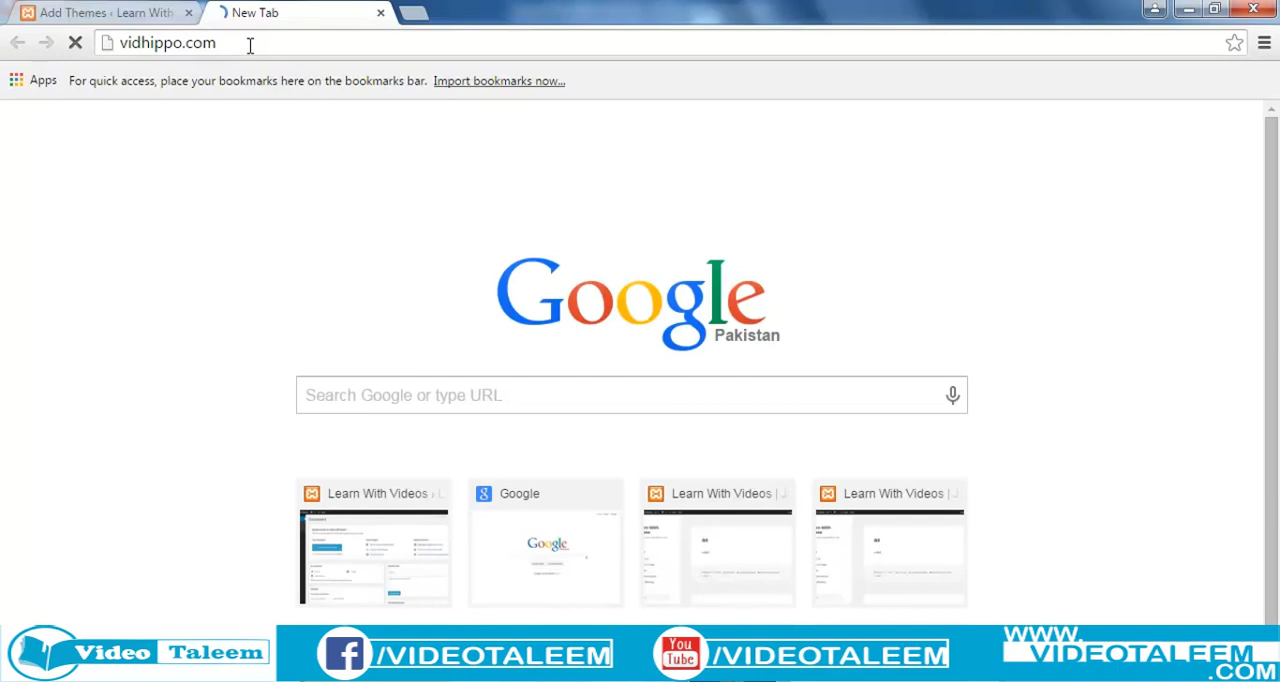 Add Themes ‹ Learn With
New Tab
vidhippo.com
Apps
For quick access, place your bookmarks here on the bookmarks bar. Import bookmarks now...
Google
Pakistan
Search Google or type URL
Learn With Videos ‹
Google
Learn With Videos |
Learn With Videos |
Google
Video Taleem
f /VIDEOTALEEM
You Tube /VIDEOTALEEM
WWW.
VIDEOTALEEM
.COM